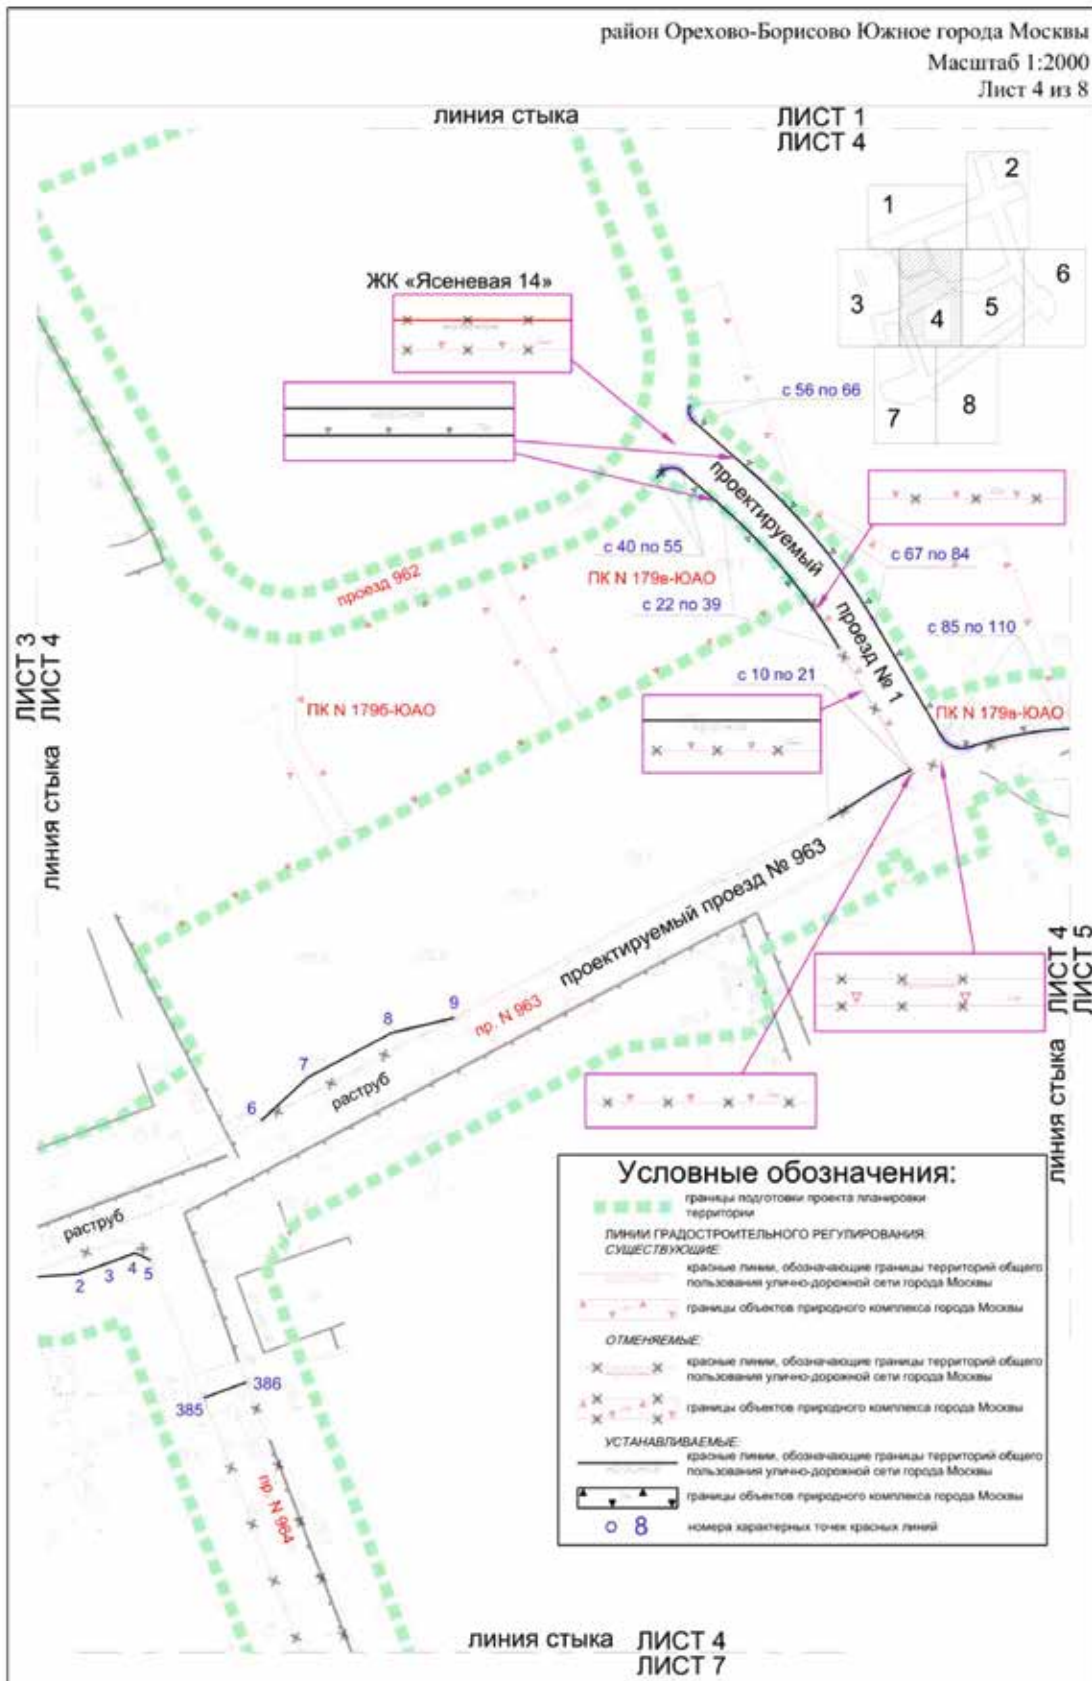 район Орехово-Борисово Южное города Москвы
Масштаб 1:2000
Лист 4 из 8
линия стыка ЛИСТ 1
ЛИСТ 4
1
2
3
4
5
6
7
8
ЖК «Ясеневая 14»
с 56 по 66
проектируемый
проезд № 1
с 40 по 55
проезд 962
ПК N 179в-ЮАО
с 22 по 39
с 67 по 84
с 85 по 110
с 10 по 21
ПК N 179б-ЮАО
ПК N 179в-ЮАО
ЛИСТ 3
ЛИСТ 4
линия стыка
проектируемый проезд № 963
пр. N 963
9
8
7
6
раструб
ЛИСТ 4
ЛИСТ 5
линия стыка
раструб
2
3
4
5
385
386
пр. N 964
Условные обозначения:
границы подготовки проекта планировки
территории
ЛИНИИ ГРАДОСТРОИТЕЛЬНОГО РЕГУЛИРОВАНИЯ:
СУЩЕСТВУЮЩИЕ:
красные линии, обозначающие границы территорий общего
пользования улично-дорожной сети города Москвы
границы объектов природного комплекса города Москвы
ОТМЕНЯЕМЫЕ:
красные линии, обозначающие границы территорий общего
пользования улично-дорожной сети города Москвы
границы объектов природного комплекса города Москвы
УСТАНАВЛИВАЕМЫЕ:
красные линии, обозначающие границы территорий общего
пользования улично-дорожной сети города Москвы
границы объектов природного комплекса города Москвы
8 номера характерных точек красных линий
линия стыка ЛИСТ 4
ЛИСТ 7